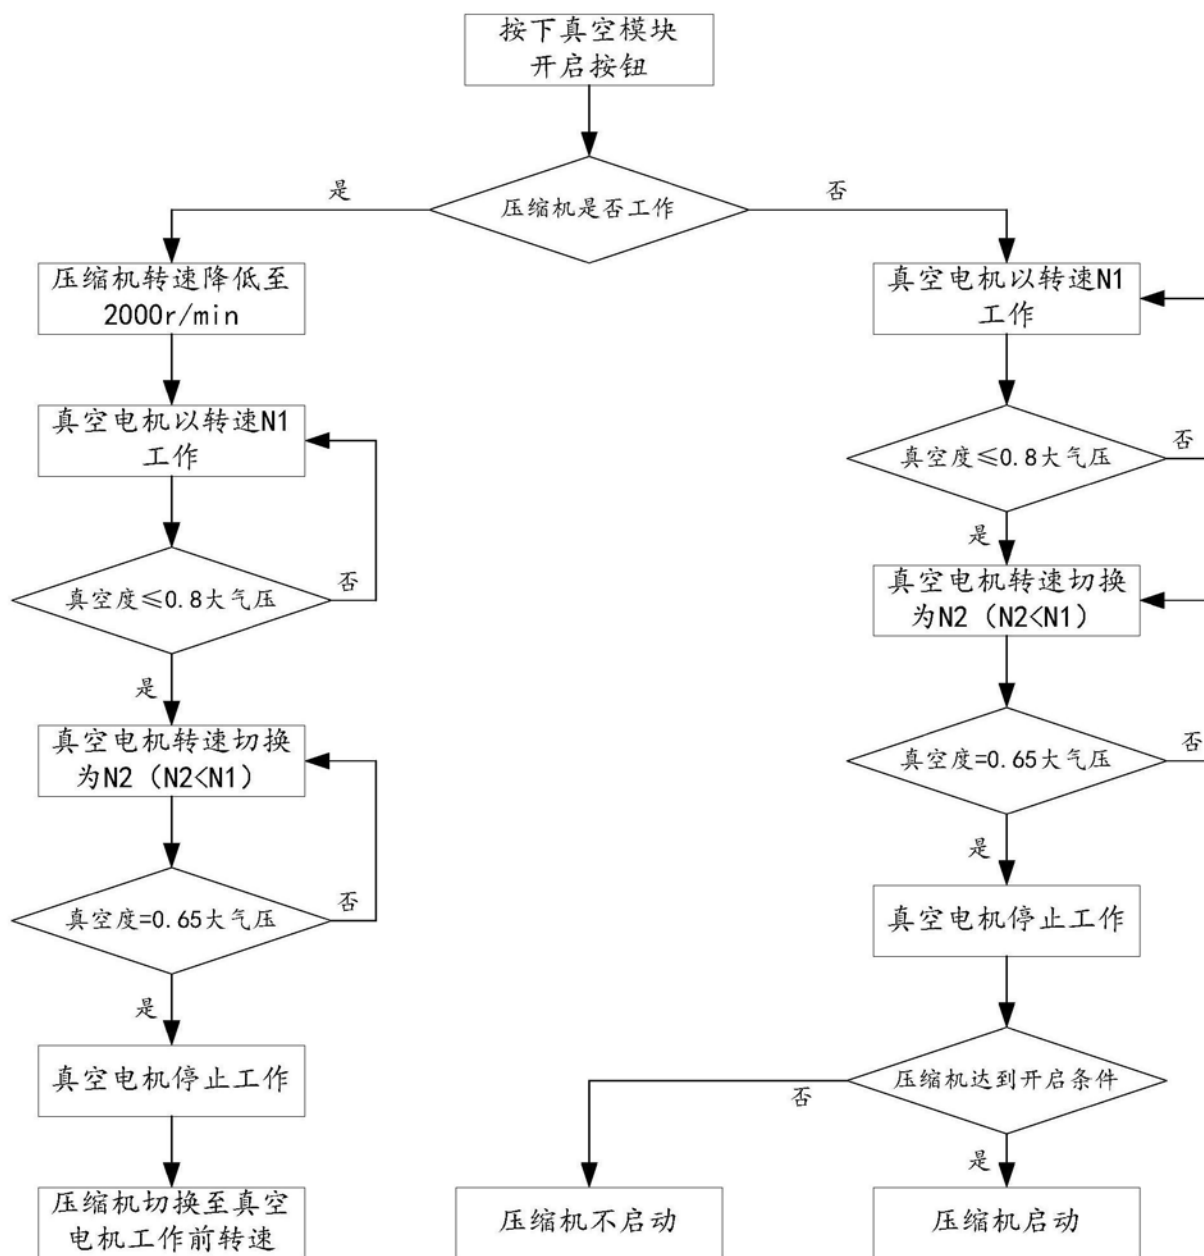 按下真空模块
开启按钮
是
压缩机是否工作
否
压缩机转速降低至
2000r/min
真空电机以转速N1
工作
真空度≤0.8大气压
否
是
真空电机转速切换
为N2（N2<N1）
真空度=0.65大气压
否
是
真空电机停止工作
压缩机切换至真空
电机工作前转速
真空电机以转速N1
工作
真空度≤0.8大气压
否
是
真空电机转速切换
为N2（N2<N1）
真空度=0.65大气压
否
是
真空电机停止工作
压缩机达到开启条件
否
是
压缩机不启动
压缩机启动